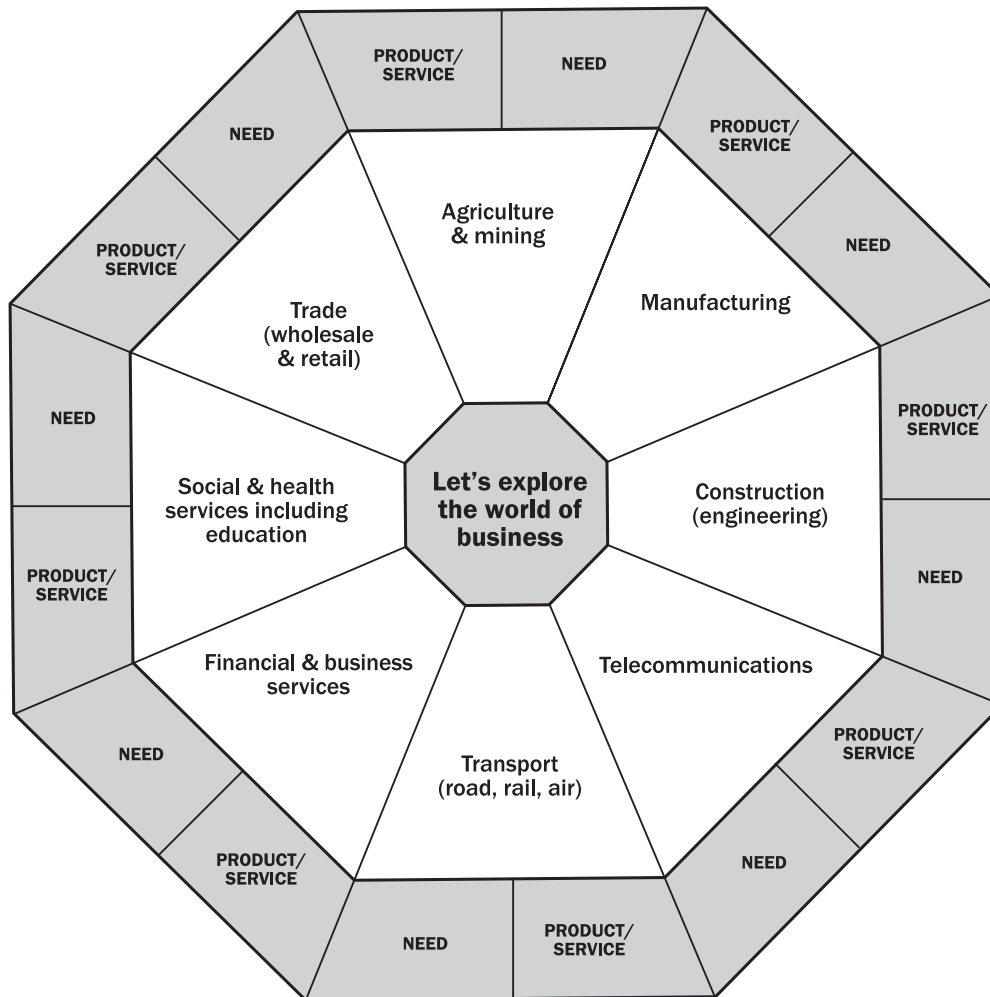 PRODUCT/
SERVICE
NEED
PRODUCT/
SERVICE
NEED
PRODUCT/
SERVICE
NEED
PRODUCT/
SERVICE
NEED
PRODUCT/
SERVICE
NEED
PRODUCT/
SERVICE
NEED
PRODUCT/
SERVICE
NEED
PRODUCT/
SERVICE
NEED
Agriculture
& mining
Manufacturing
Construction
(engineering)
Telecommunications
Transport
(road, rail, air)
Financial & business
services
Social & health
services including
education
Trade
(wholesale
& retail)
Let's explore
the world of
business